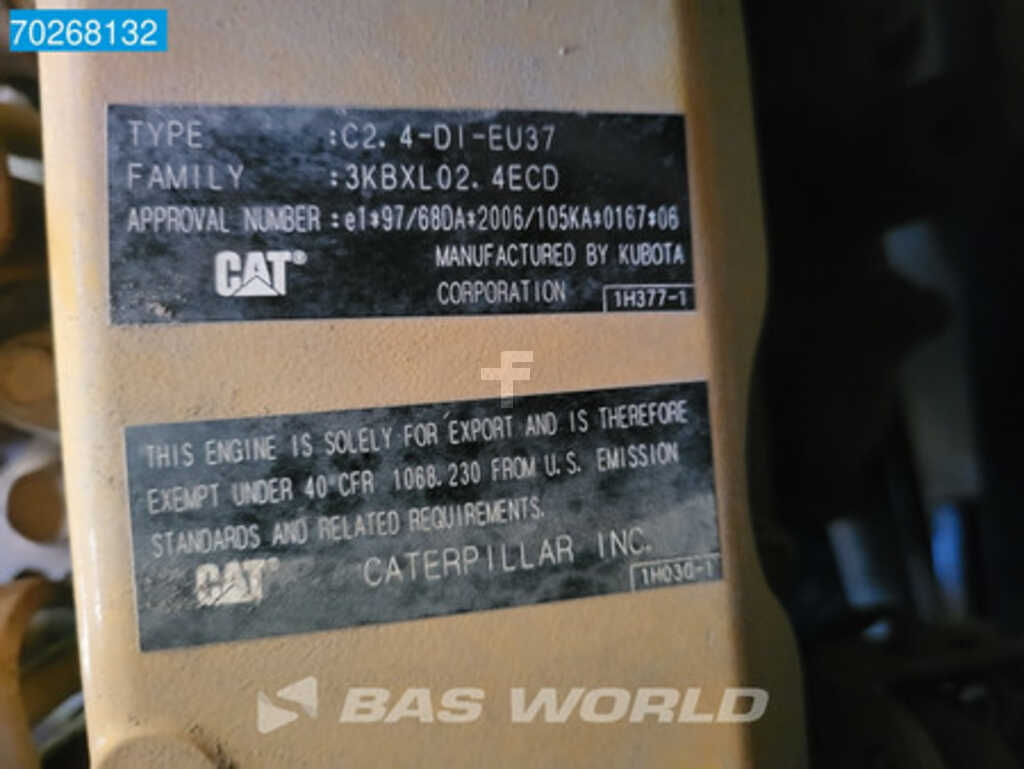 70268132
TYPE :C2.4-DI-EU37
FAMILY :3KBXL02.4ECD
APPROVAL NUMBER :e1*97/68DA*2006/105KA*0167*06
CAT® MANUFACTURED BY KUBOTA
CORPORATION 1H377-1
THIS ENGINE IS SOLELY FOR EXPORT AND IS THEREFORE
EXEMPT UNDER 40 CFR 1068.230 FROM U.S. EMISSION
STANDARDS AND RELATED REQUIREMENTS.
CAT® CATERPILLAR INC.
1H030-1
BAS WORLD